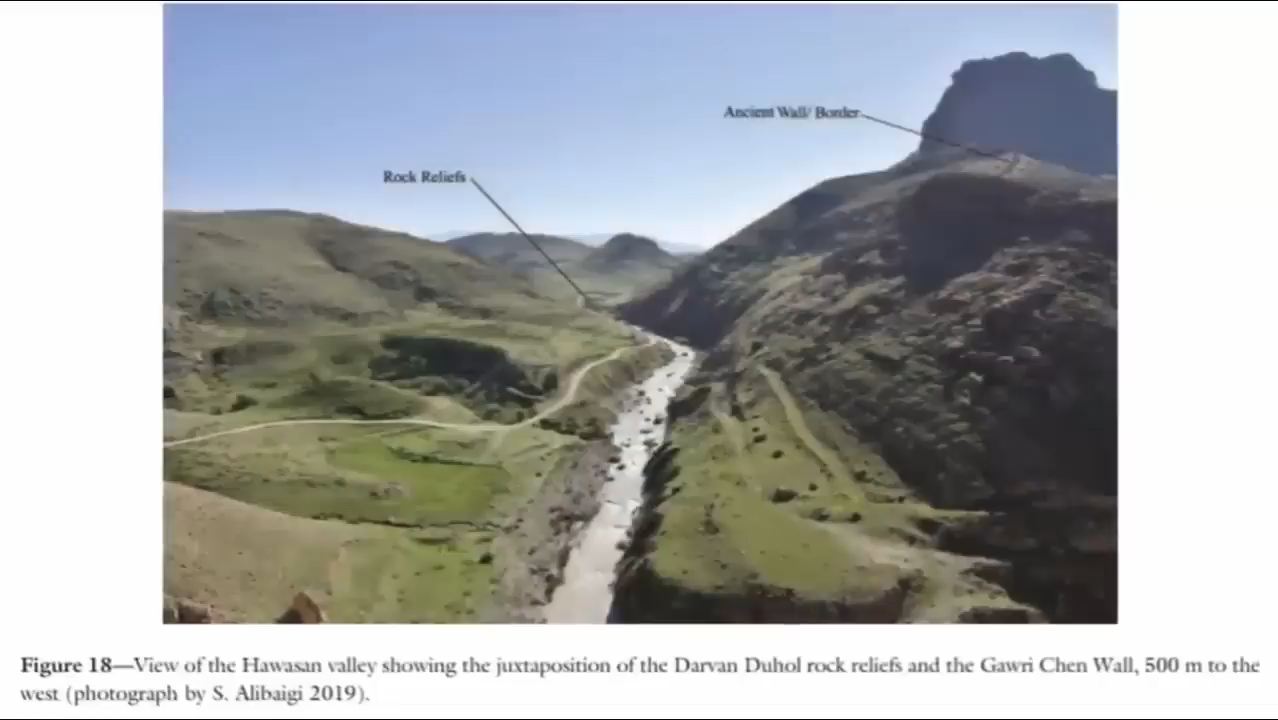 Ancient Wall/ Border
Rock Reliefs
Figure 18—View of the Hawasan valley showing the juxtaposition of the Darvan Duhol rock reliefs and the Gawri Chen Wall, 500 m to the
west (photograph by S. Alibaigi 2019).